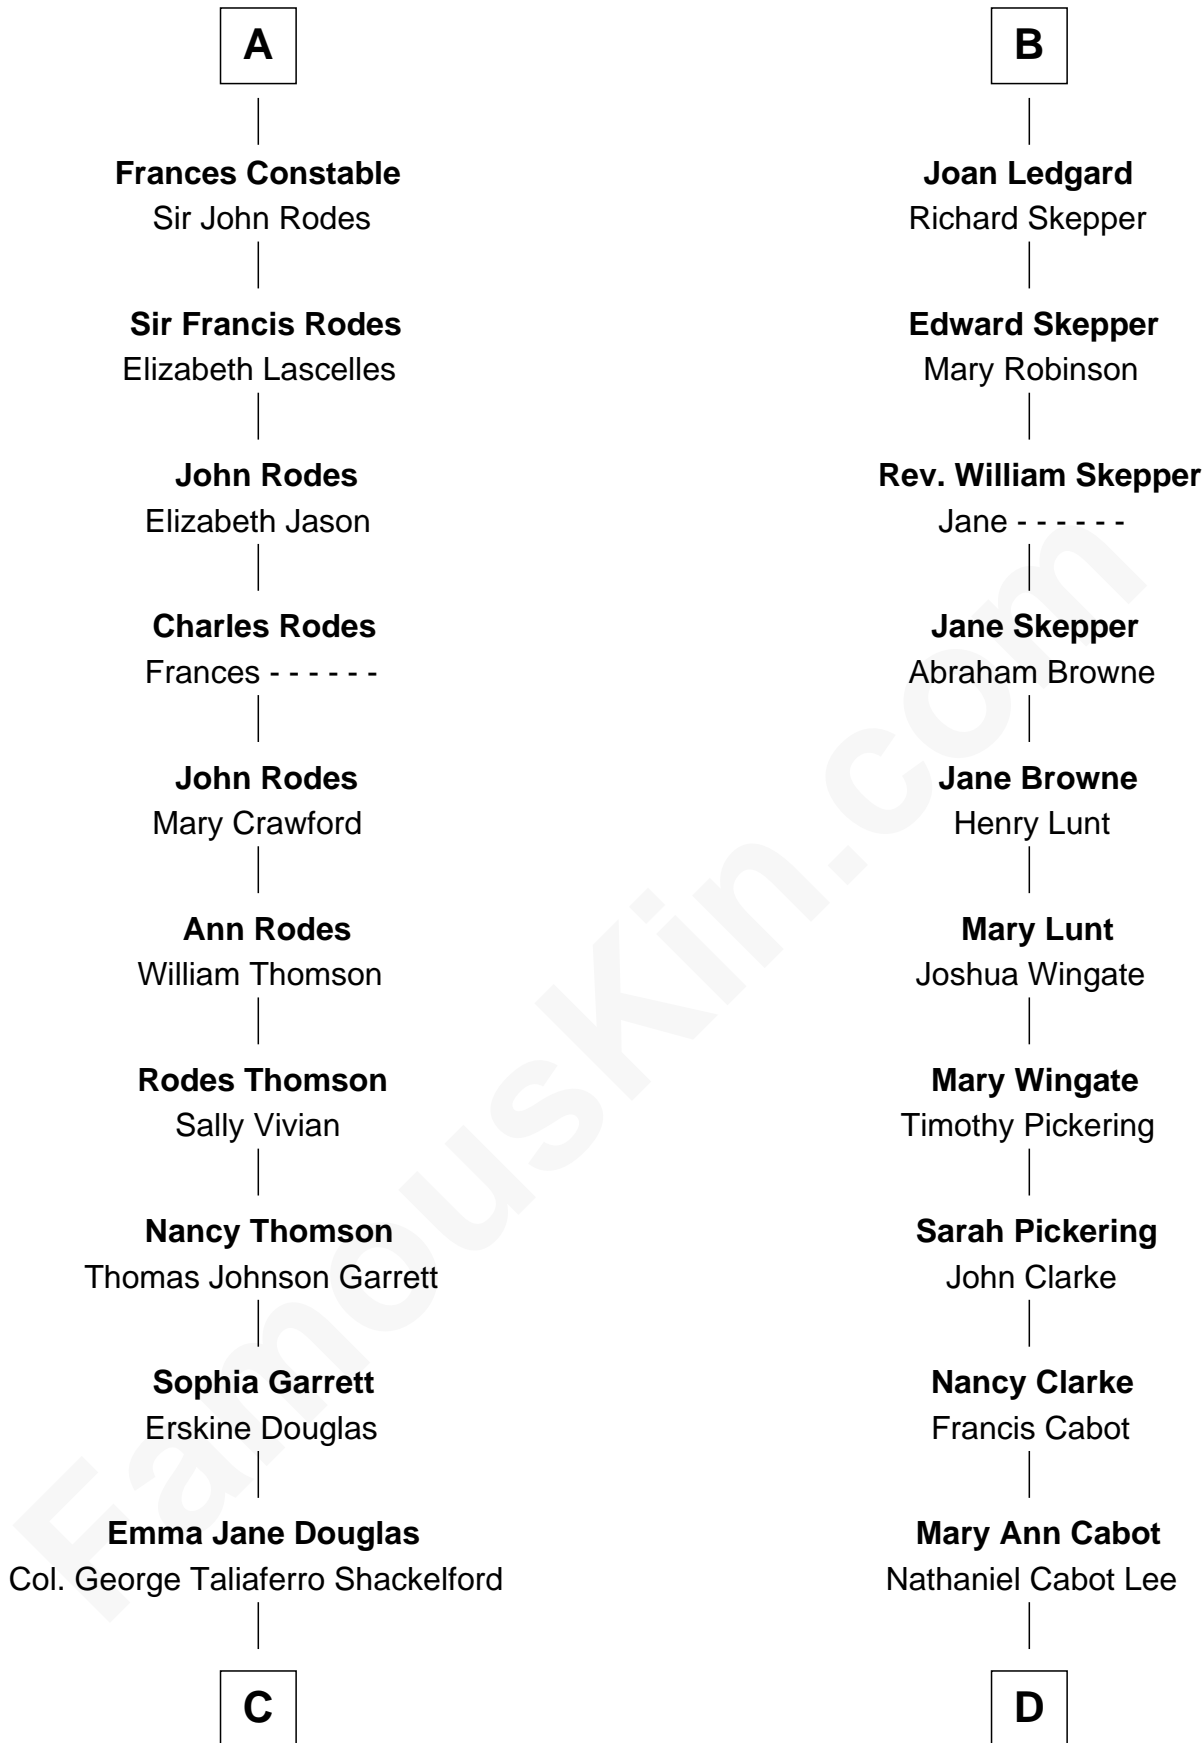 A
Frances Constable
Sir John Rodes
Sir Francis Rodes
Elizabeth Lascelles
John Rodes
Elizabeth Jason
Charles Rodes
Frances - - - - - -
John Rodes
Mary Crawford
Ann Rodes
William Thomson
Rodes Thomson
Sally Vivian
Nancy Thomson
Thomas Johnson Garrett
Sophia Garrett
Erskine Douglas
Emma Jane Douglas
Col. George Taliaferro Shackelford
C
B
Joan Ledgard
Richard Skepper
Edward Skepper
Mary Robinson
Rev. William Skepper
Jane - - - - - -
Jane Skepper
Abraham Browne
Jane Browne
Henry Lunt
Mary Lunt
Joshua Wingate
Mary Wingate
Timothy Pickering
Sarah Pickering
John Clarke
Nancy Clarke
Francis Cabot
Mary Ann Cabot
Nathaniel Cabot Lee
D
FamousKin.com